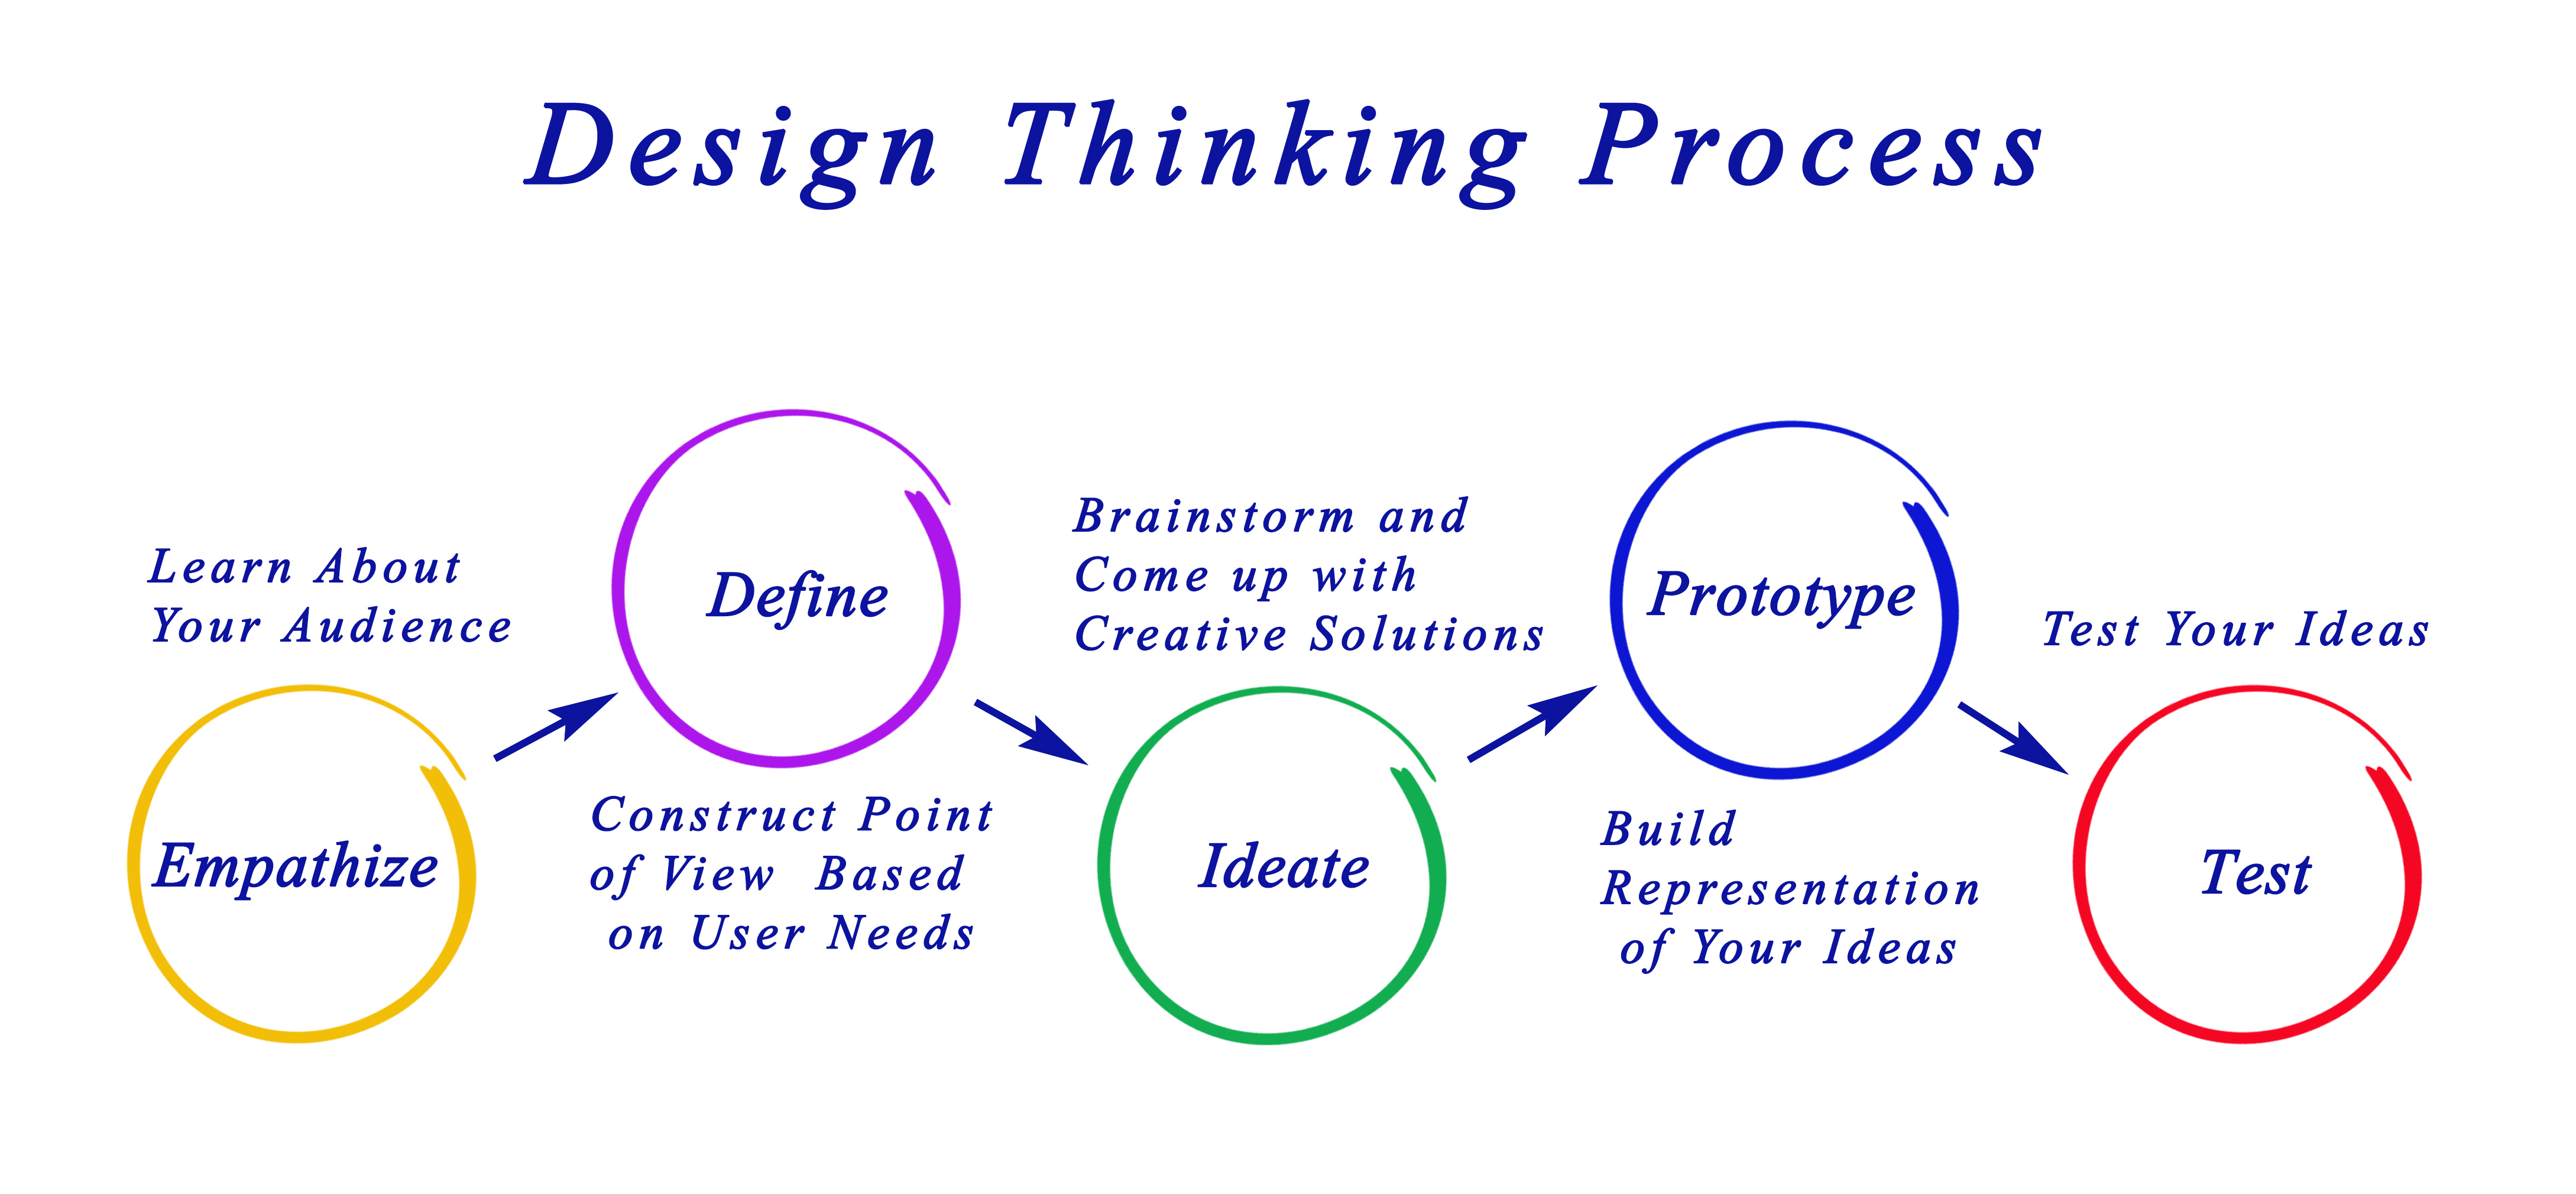 Design Thinking Process
Learn About
Your Audience
Empathize
Define
Construct Point
of View Based
on User Needs
Brainstorm and
Come up with
Creative Solutions
Ideate
Prototype
Build
Representation
of Your Ideas
Test Your Ideas
Test